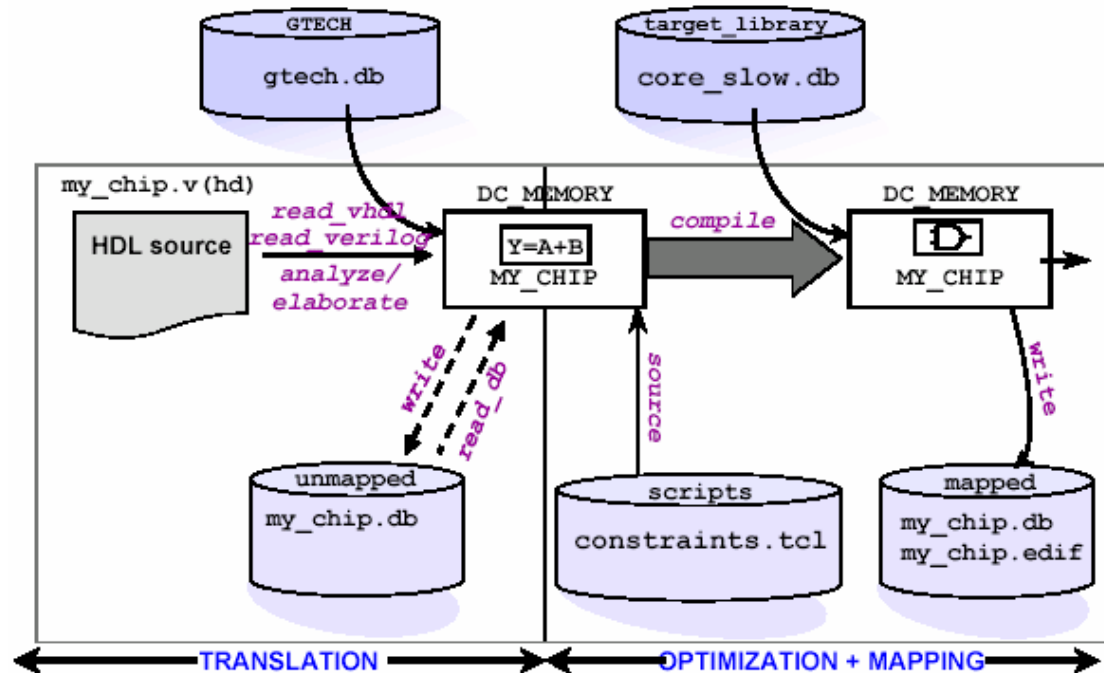 GTECH
gtech.db
target_library
core_slow.db
my_chip.v(hd)
HDL source
read_vhdl
read_verilog
analyze/
elaborate
DC_MEMORY
Y=A+B
MY_CHIP
compile
DC_MEMORY
MY_CHIP
write
read_db
source
write
unmapped
my_chip.db
scripts
constraints.tcl
mapped
my_chip.db
my_chip.edif
TRANSLATION
OPTIMIZATION + MAPPING